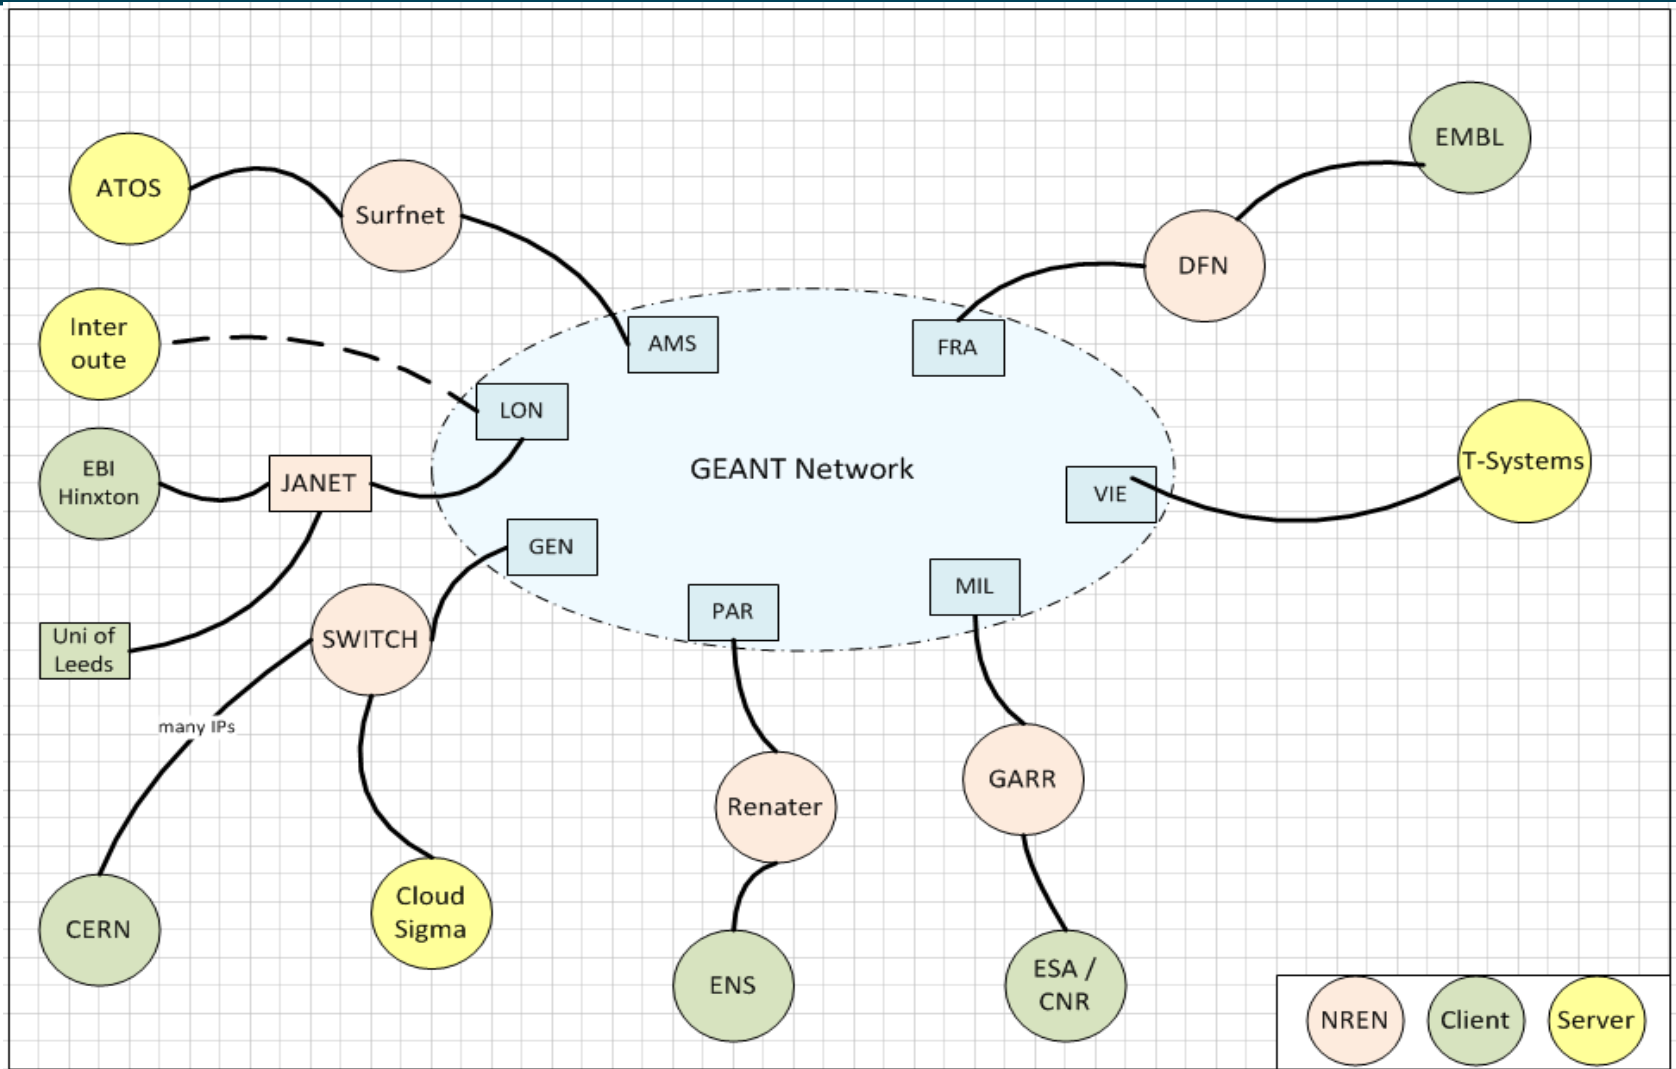 EMBL
ATOS
Surfnet
DFN
Inter
oute
AMS
FRA
LON
GEANT Network
T-Systems
EBI
Hinxton
JANET
VIE
GEN
MIL
PAR
Uni of
Leeds
SWITCH
many IPs
Renater
GARR
CERN
Cloud
Sigma
ENS
ESA /
CNR
NREN
Client
Server